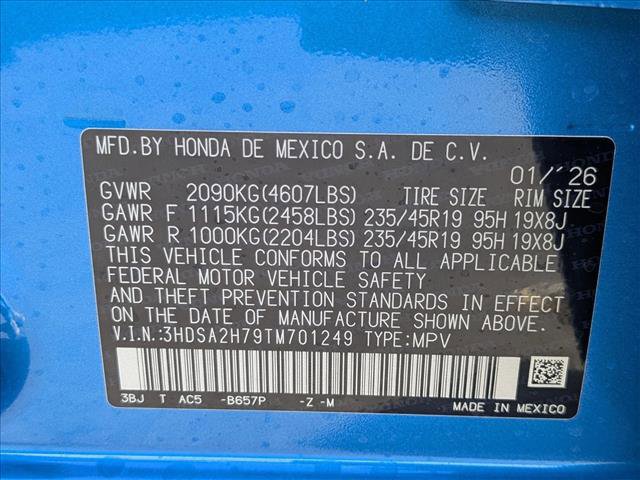 MFD.BY HONDA DE MEXICO S.A. DE C.V.
01/'26
GVWR 2090KG(4607LBS) TIRE SIZE RIM SIZE
GAWR F 1115KG(2458LBS) 235/45R19 95H 19X8J
GAWR R 1000KG(2204LBS) 235/45R19 95H 19X8J
THIS VEHICLE CONFORMS TO ALL APPLICABLE
FEDERAL MOTOR VEHICLE SAFETY
AND THEFT PREVENTION STANDARDS IN EFFECT
ON THE DATE OF MANUFACTURE SHOWN ABOVE.
V.I.N.:3HDSA2H79TM701249 TYPE:MPV
3BJ T AC5 -B657P -Z -M MADE IN MEXICO